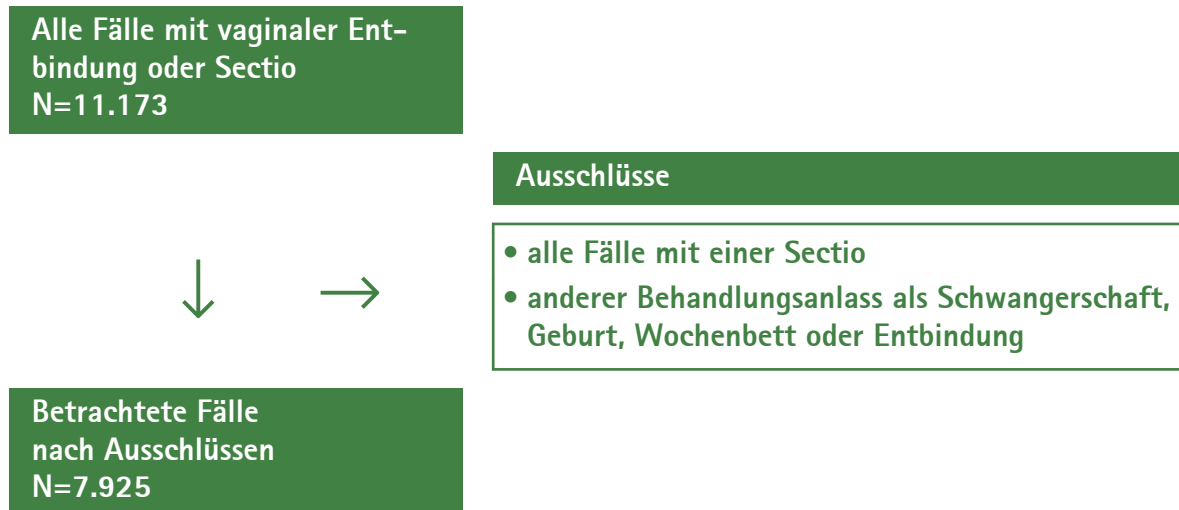 Alle Fälle mit vaginaler Ent-
bindung oder Sectio
N=11.173
Ausschlüsse
• alle Fälle mit einer Sectio
• anderer Behandlungsanlass als Schwangerschaft,
Geburt, Wochenbett oder Entbindung
Betrachtete Fälle
nach Ausschlüssen
N=7.925